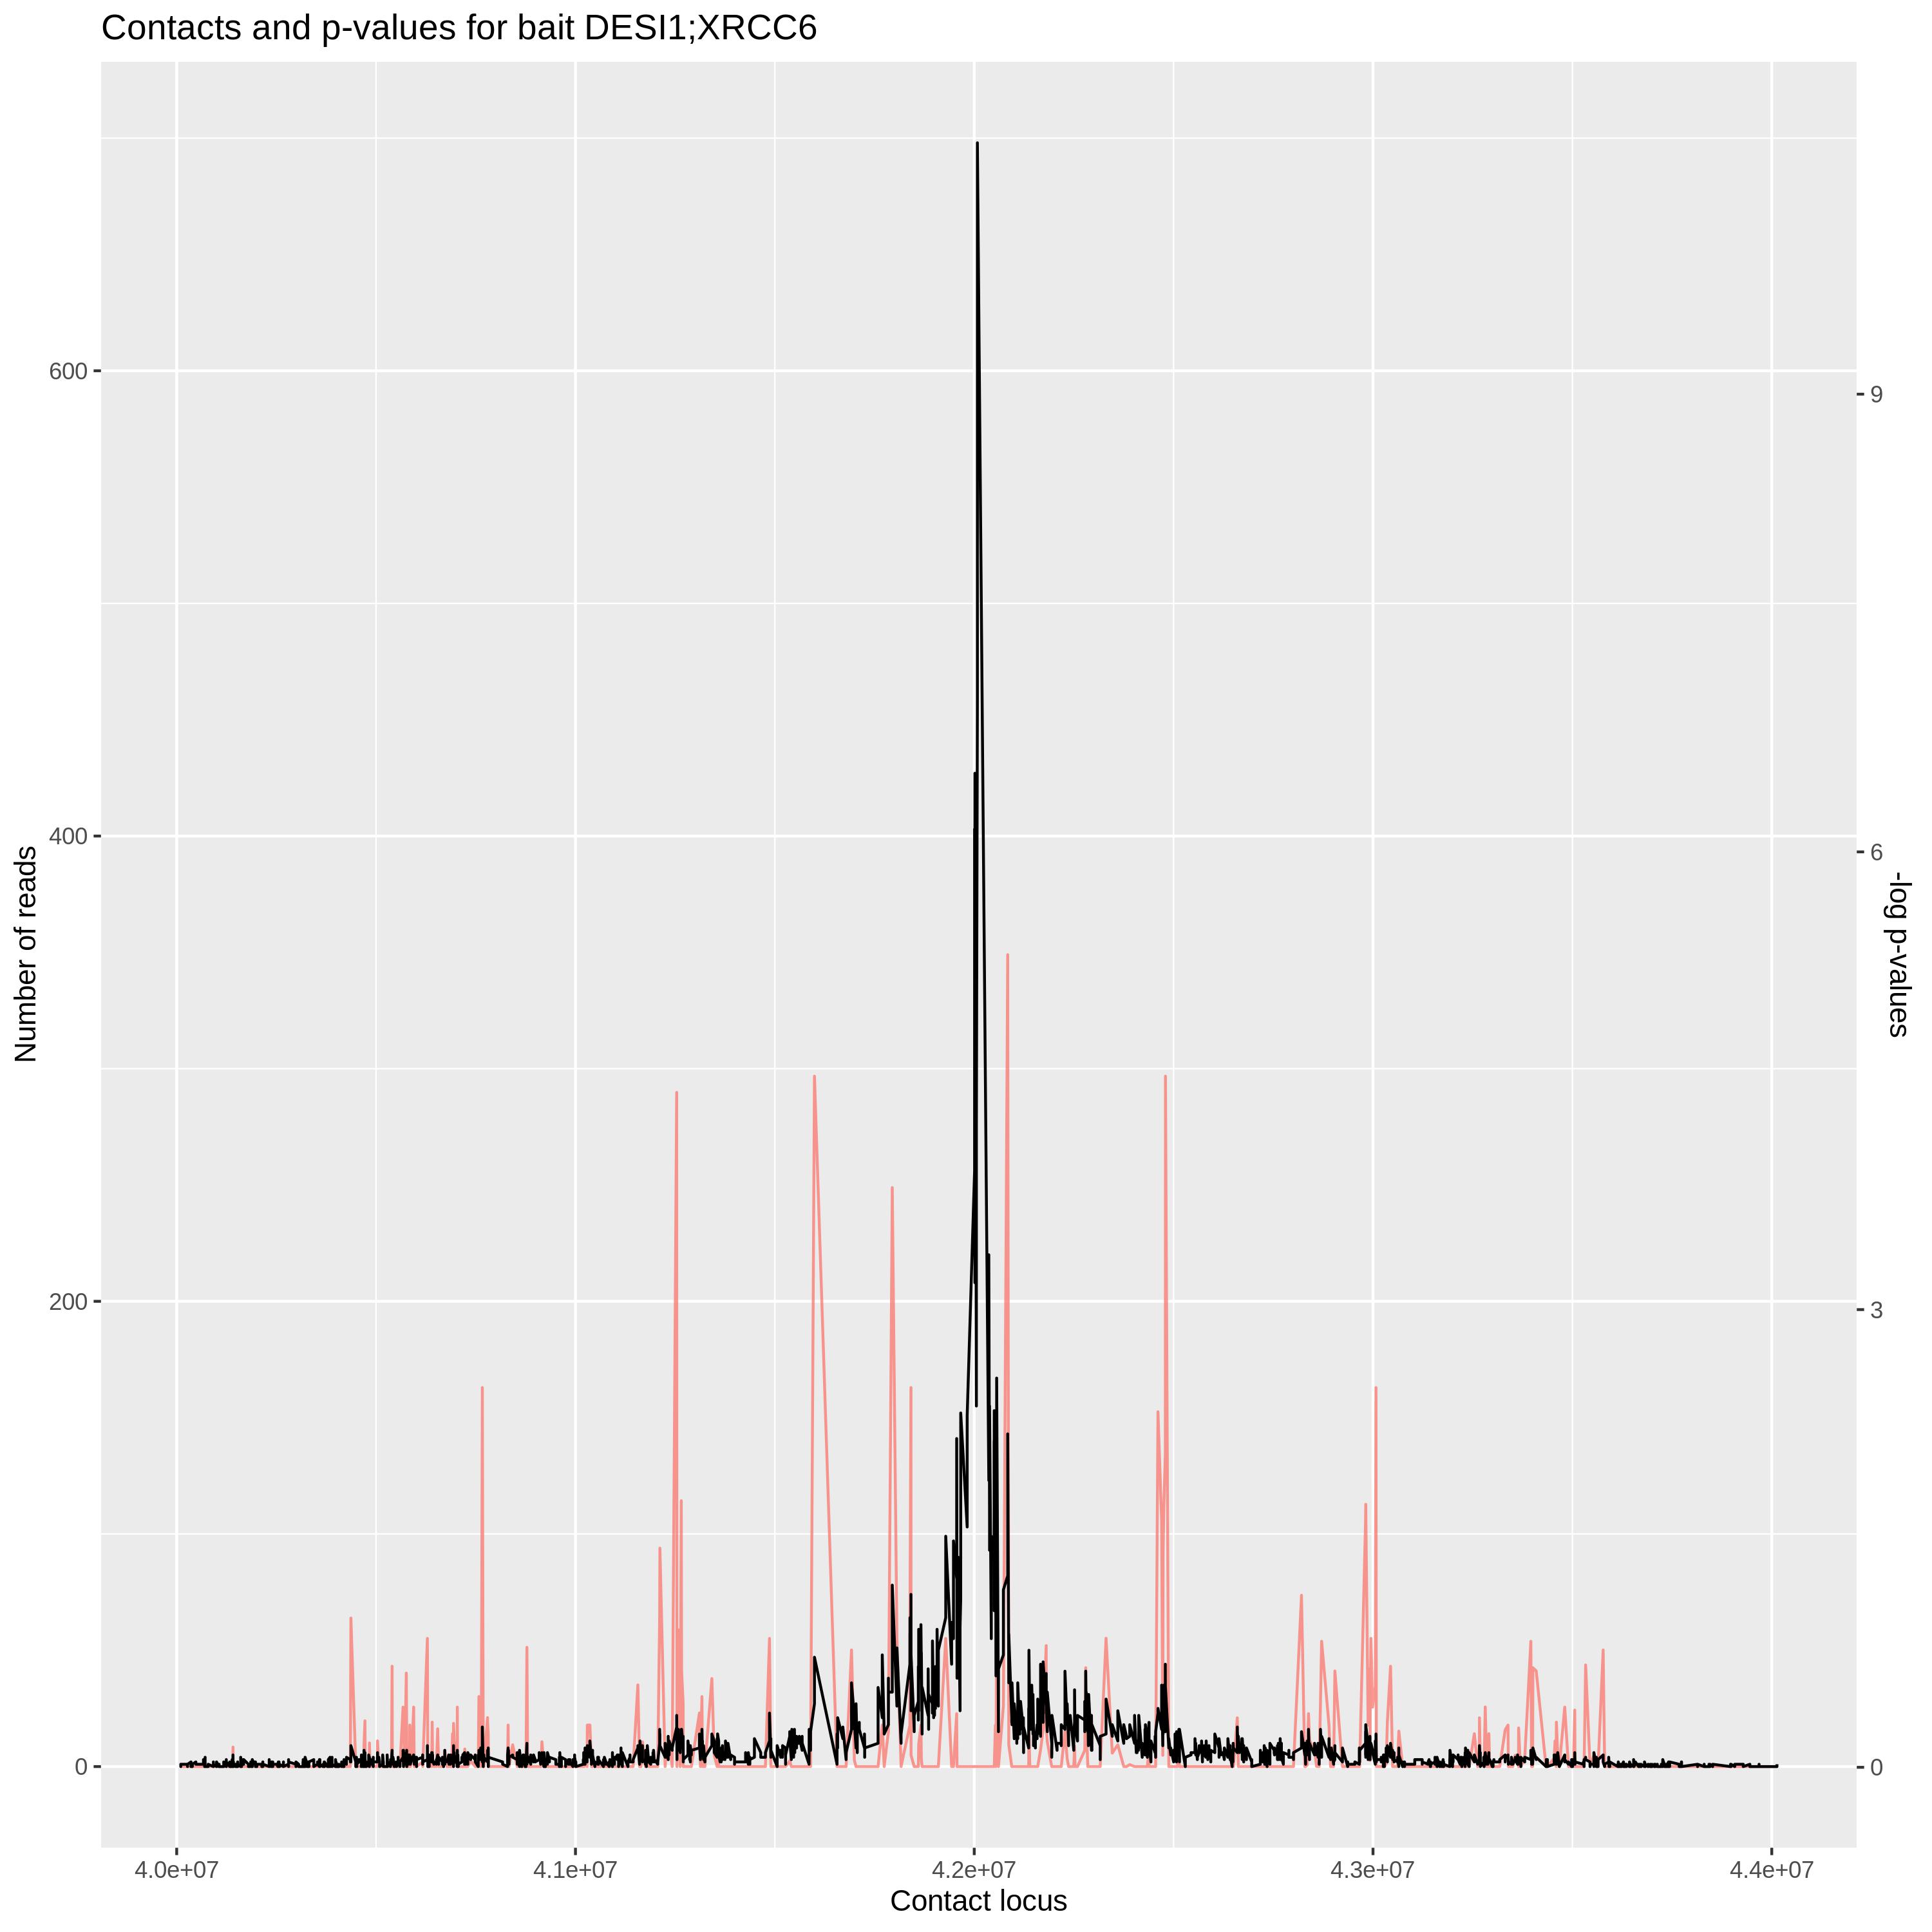 Contacts and p-values for bait DESI1;XRCC6
600
400
200
0
Number of reads
9
6
3
0
-log p-values
4.0e+07
4.1e+07
4.2e+07
4.3e+07
4.4e+07
Contact locus